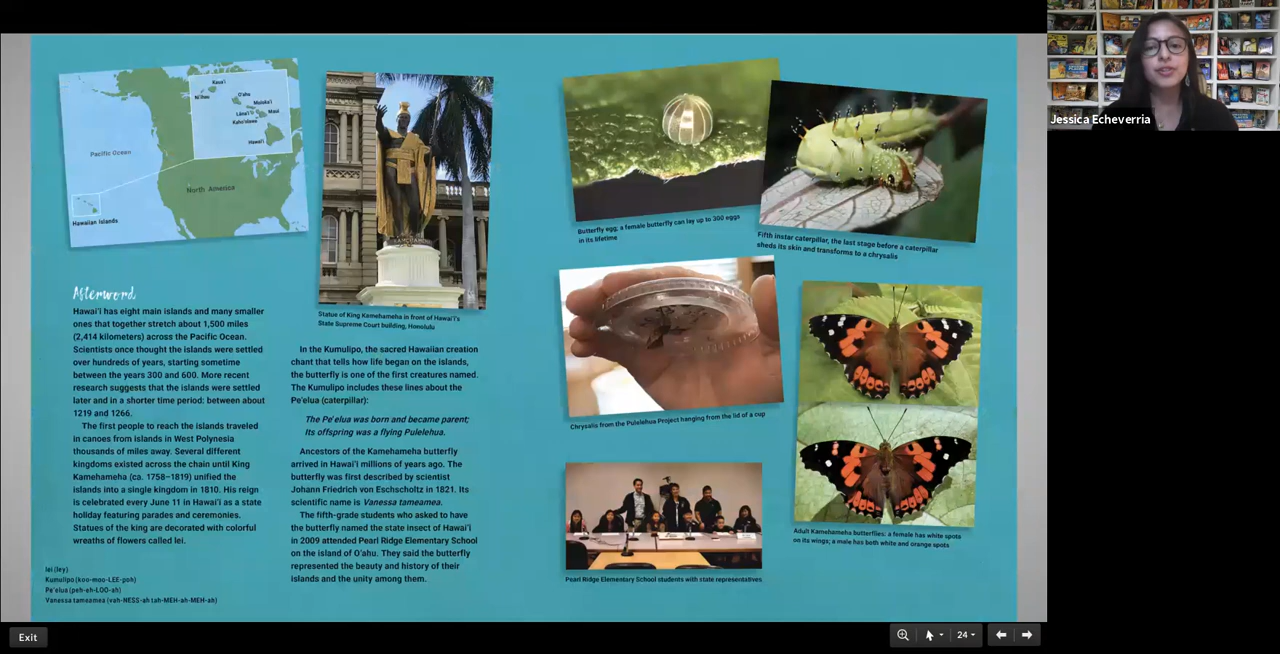 Pacific Ocean
North America
Hawaiian Islands
Kaua'i
Ni'ihau
O'ahu
Moloka'i
Lāna'i
Maui
Kaho'olawe
Hawai'i
KAMEHAMEHA
Statue of King Kamehameha in front of Hawai'i's
State Supreme Court building, Honolulu
Afterword
Hawai'i has eight main islands and many smaller
ones that together stretch about 1,500 miles
(2,414 kilometers) across the Pacific Ocean.
Scientists once thought the islands were settled
over hundreds of years, starting sometime
between the years 300 and 600. More recent
research suggests that the islands were settled
later and in a shorter time period: between about
1219 and 1266.
The first people to reach the islands traveled
in canoes from islands in West Polynesia
thousands of miles away. Several different
kingdoms existed across the chain until King
Kamehameha (ca. 1758–1819) unified the
islands into a single kingdom in 1810. His reign
is celebrated every June 11 in Hawai'i as a state
holiday featuring parades and ceremonies.
Statues of the king are decorated with colorful
wreaths of flowers called lei.
lei (ley)
Kumulipo (koo-moo-LEE-poh)
Pe'elua (peh-eh-LOO-ah)
Vanessa tameamea (vah-NESS-ah tah-MEH-ah-MEH-ah)
In the Kumulipo, the sacred Hawaiian creation
chant that tells how life began on the islands,
the butterfly is one of the first creatures named.
The Kumulipo includes these lines about the
Pe'elua (caterpillar):
The Pe'elua was born and became parent;
Its offspring was a flying Pulelehua.
Ancestors of the Kamehameha butterfly
arrived in Hawai'i millions of years ago. The
butterfly was first described by scientist
Johann Friedrich von Eschscholtz in 1821. Its
scientific name is Vanessa tameamea.
The fifth-grade students who asked to have
the butterfly named the state insect of Hawai'i
in 2009 attended Pearl Ridge Elementary School
on the island of O'ahu. They said the butterfly
represented the beauty and history of their
islands and the unity among them.
Butterfly egg; a female butterfly can lay up to 300 eggs
in its lifetime
Fifth instar caterpillar, the last stage before a caterpillar
sheds its skin and transforms to a chrysalis
Chrysalis from the Pulelehua Project hanging from the lid of a cup
Adult Kamehameha butterflies: a female has white spots
on its wings; a male has both white and orange spots
Pearl Ridge Elementary School students with state representatives
Jessica Echeverria
Exit
24